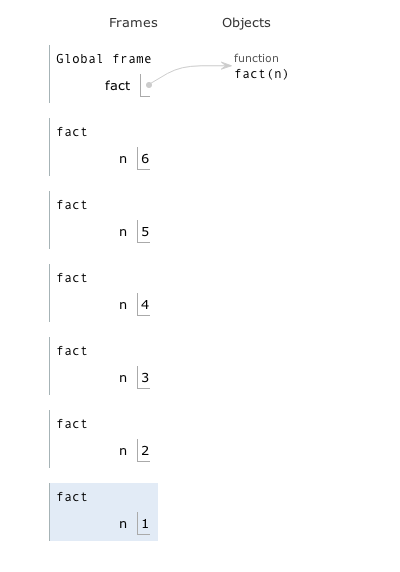 Frames Objects
Global frame
function
fact(n)
fact
fact
n 6
fact
n 5
fact
n 4
fact
n 3
fact
n 2
fact
n 1